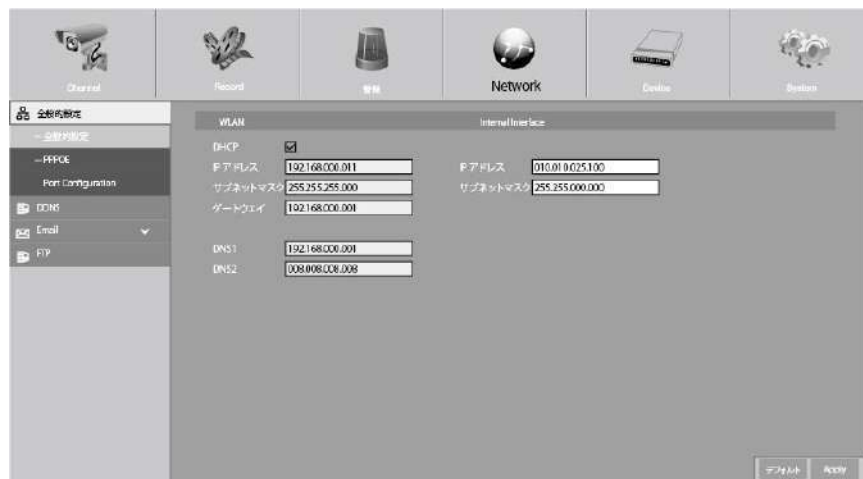 Channel
Record
警報
Network
Device
System
全般的設定
WLAN
Internal Interface
– 全般的設定
DHCP
– PPPOE
IPアドレス 192.168.000.011
IPアドレス 010.010.025.100
Port Configuration
サブネットマスク 255.255.255.000
サブネットマスク 255.255.000.000
DDNS
ゲートウェイ 192.168.000.001
Email
FTP
DNS1 192.168.000.001
DNS2 008.008.008.008
デフォルト
Apply